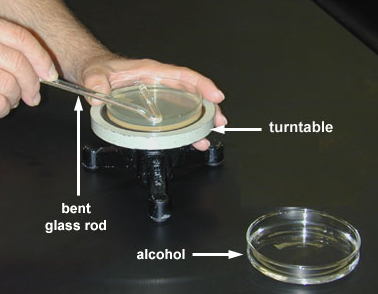 turntable
bent
glass rod
alcohol